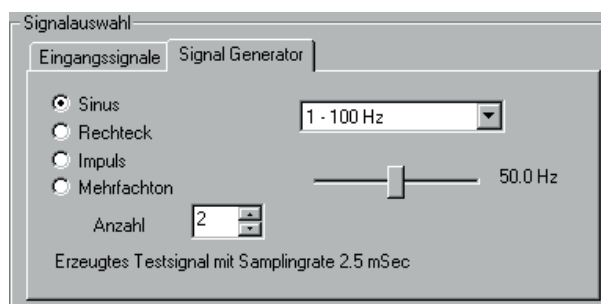 Signalauswahl
Eingangssignale Signal Generator
Sinus
1 - 100 Hz
Rechteck
Impuls
Mehrfachton
50.0 Hz
Anzahl 2
Erzeugtes Testsignal mit Samplingrate 2.5 mSec